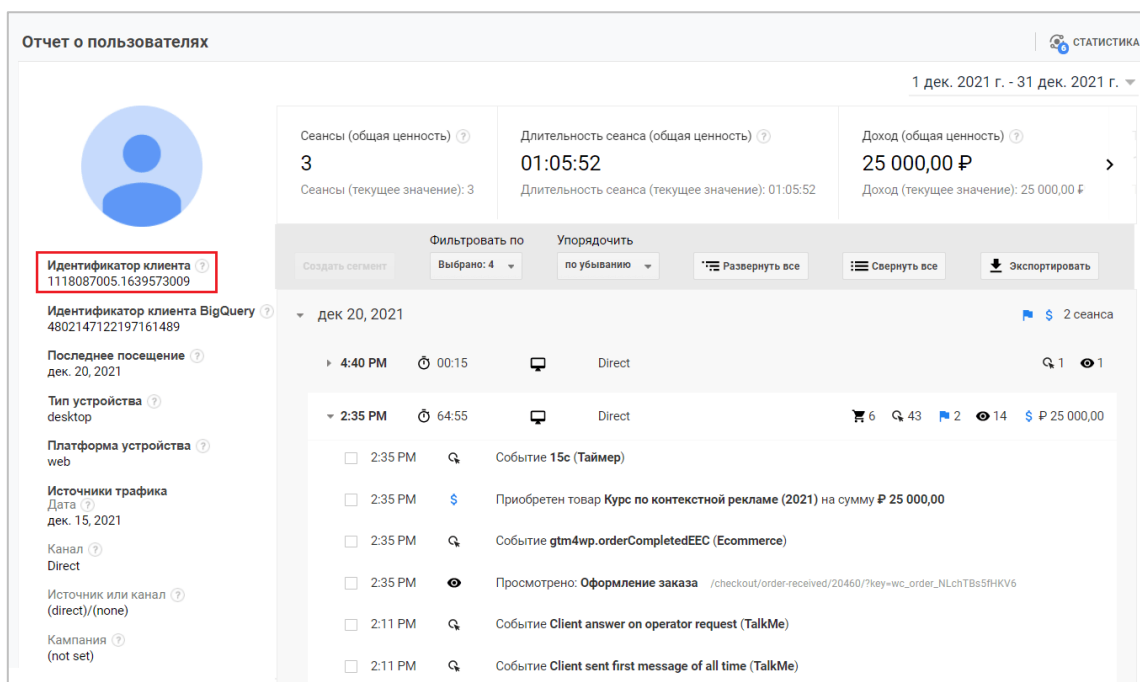 Отчет о пользователях
6 СТАТИСТИКА
1 дек. 2021 г. - 31 дек. 2021 г.
Сеансы (общая ценность) ?
3
Сеансы (текущее значение): 3
Длительность сеанса (общая ценность) ?
01:05:52
Длительность сеанса (текущее значение): 01:05:52
Доход (общая ценность) ?
25 000,00 ₽
Доход (текущее значение): 25 000,00 ₽
Идентификатор клиента ?
1118087005.1639573009
Идентификатор клиента BigQuery ?
4802147122197161489
Последнее посещение ?
дек. 20, 2021
Тип устройства ?
desktop
Платформа устройства ?
web
Источники трафика
Дата ?
дек. 15, 2021
Канал ?
Direct
Источник или канал ?
(direct)/(none)
Кампания ?
(not set)
Фильтровать по
Упорядочить
Создать сегмент
Выбрано: 4
по убыванию
Развернуть все
Свернуть все
Экспортировать
дек 20, 2021 $ 2 сеанса
4:40 PM 00:15 Direct 1 1
2:35 PM 64:55 Direct 6 43 2 14 $ ₽ 25 000,00
2:35 PM Событие 15с (Таймер)
2:35 PM $ Приобретен товар Курс по контекстной рекламе (2021) на сумму ₽ 25 000,00
2:35 PM Событие gtm4wp.orderCompletedEEC (Ecommerce)
2:35 PM Просмотрено: Оформление заказа /checkout/order-received/20460/?key=wc_order_NLchTBs5fHKV6
2:11 PM Событие Client answer on operator request (TalkMe)
2:11 PM Событие Client sent first message of all time (TalkMe)